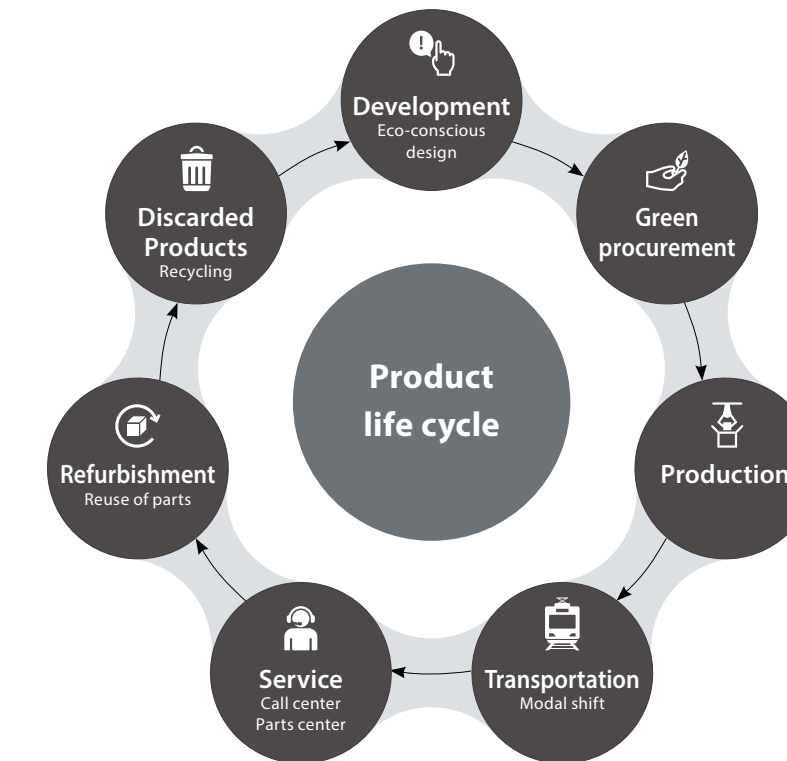 !
Development
Eco-conscious
design
Green
procurement
Production
Transportation
Modal shift
Service
Call center
Parts center
Refurbishment
Reuse of parts
Discarded
Products
Recycling
Product
life cycle